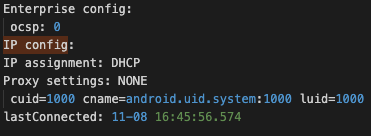 Enterprise config:
ocsp: 0
IP config:
IP assignment: DHCP
Proxy settings: NONE
cuid=1000 cname=android.uid.system:1000 luid=1000
lastConnected: 11-08 16:45:56.574